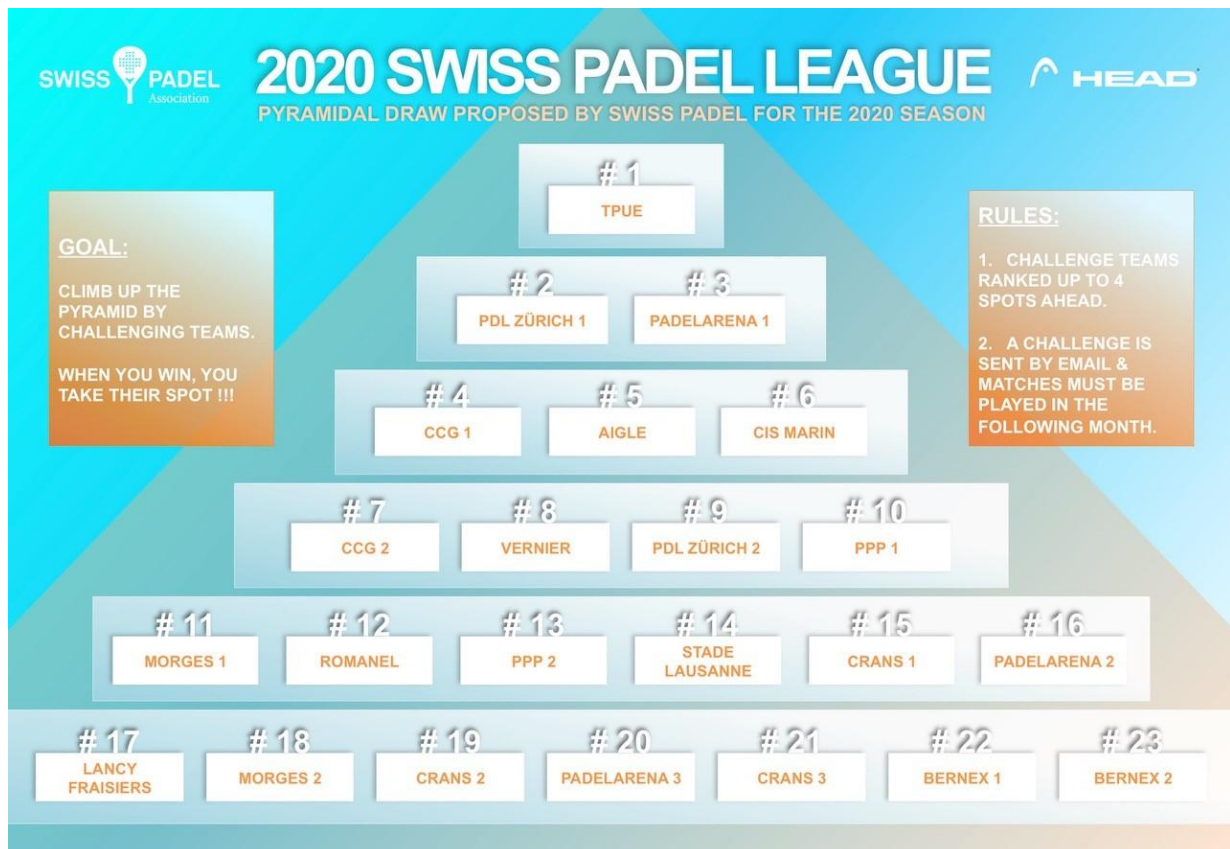 SWISS PADEL
Association
2020 SWISS PADEL LEAGUE
HEAD
PYRAMIDAL DRAW PROPOSED BY SWISS PADEL FOR THE 2020 SEASON
GOAL:
CLIMB UP THE
PYRAMID BY
CHALLENGING TEAMS.
WHEN YOU WIN, YOU
TAKE THEIR SPOT !!!
RULES:
1. CHALLENGE TEAMS
RANKED UP TO 4
SPOTS AHEAD.
2. A CHALLENGE IS
SENT BY EMAIL &
MATCHES MUST BE
PLAYED IN THE
FOLLOWING MONTH.
# 1
TPUE
# 2 # 3
PDL ZÜRICH 1 PADELARENA 1
# 4 # 5 # 6
CCG 1 AIGLE CIS MARIN
# 7 # 8 # 9 # 10
CCG 2 VERNIER PDL ZÜRICH 2 PPP 1
# 11 # 12 # 13 # 14 # 15 # 16
MORGES 1 ROMANEL PPP 2 STADE
LAUSANNE CRANS 1 PADELARENA 2
# 17 # 18 # 19 # 20 # 21 # 22 # 23
LANCY
FRAISIERS MORGES 2 CRANS 2 PADELARENA 3 CRANS 3 BERNEX 1 BERNEX 2